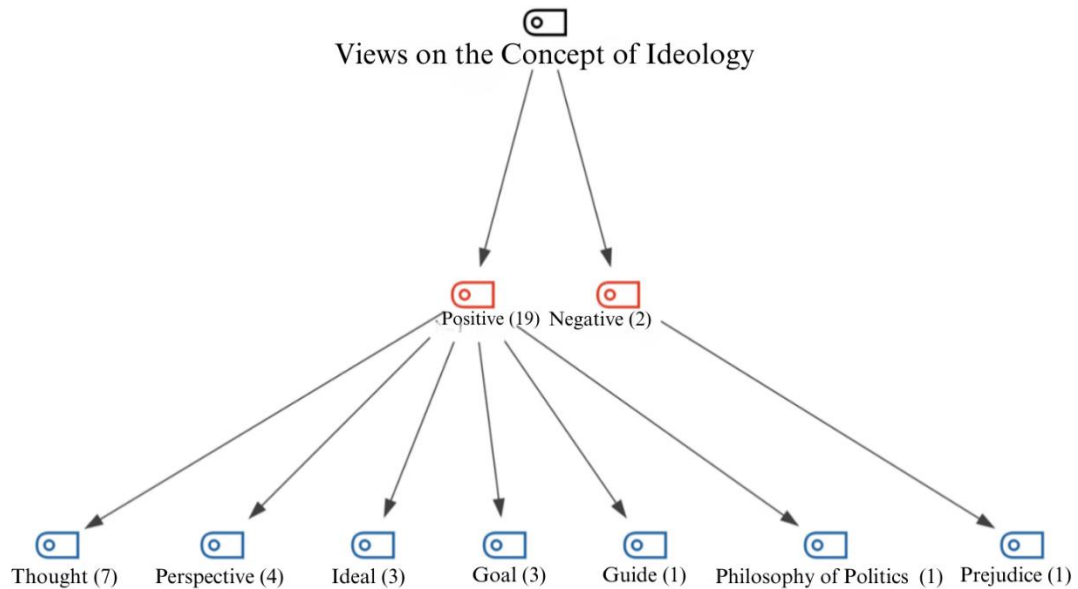 Views on the Concept of Ideology
Positive (19) Negative (2)
Thought (7) Perspective (4) Ideal (3) Goal (3) Guide (1) Philosophy of Politics (1) Prejudice (1)